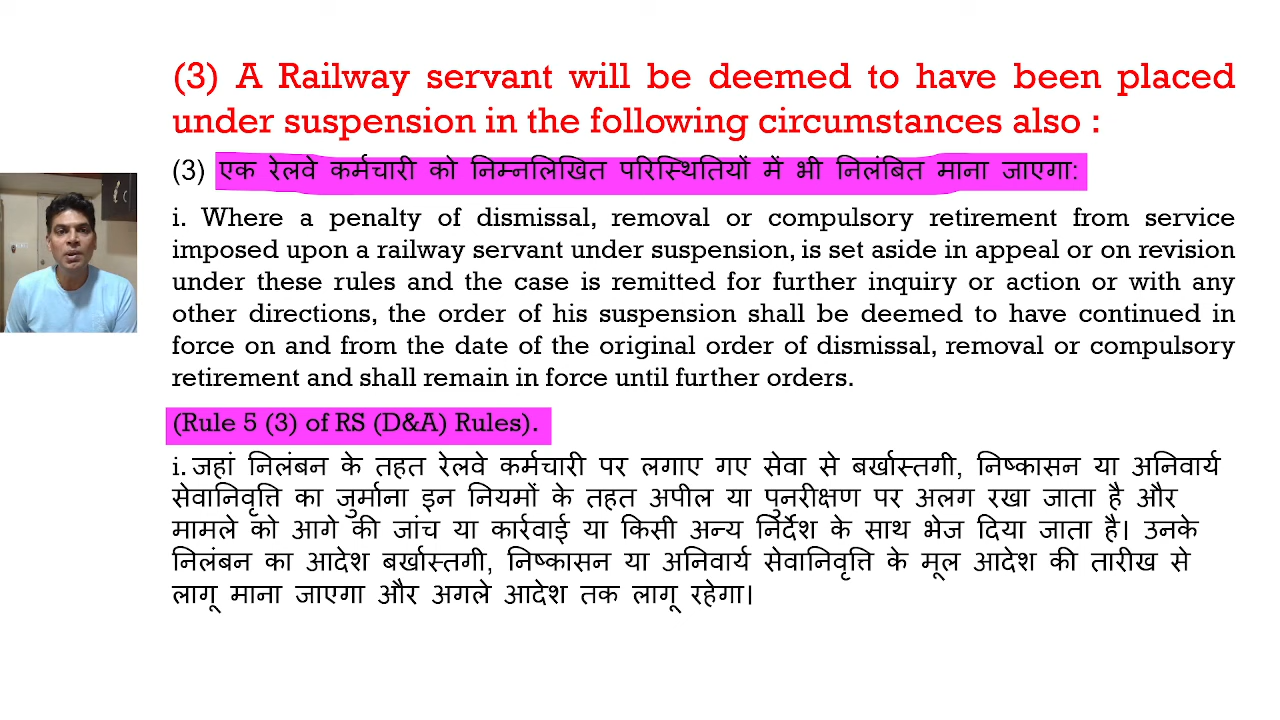 (3) A Railway servant will be deemed to have been placed
under suspension in the following circumstances also :
(3) एक रेलवे कर्मचारी को निम्नलिखित परिस्थितियों में भी निलंबित माना जाएगा:
i. Where a penalty of dismissal, removal or compulsory retirement from service
imposed upon a railway servant under suspension, is set aside in appeal or on revision
under these rules and the case is remitted for further inquiry or action or with any
other directions, the order of his suspension shall be deemed to have continued in
force on and from the date of the original order of dismissal, removal or compulsory
retirement and shall remain in force until further orders.
(Rule 5 (3) of RS (D&A) Rules).
i. जहां निलंबन के तहत रेलवे कर्मचारी पर लगाए गए सेवा से बर्खास्तगी, निष्कासन या अनिवार्य
सेवानिवृत्ति का जुर्माना इन नियमों के तहत अपील या पुनरीक्षण पर अलग रखा जाता है और
मामले को आगे की जांच या कार्रवाई या किसी अन्य निर्देश के साथ भेज दिया जाता है। उनके
निलंबन का आदेश बर्खास्तगी, निष्कासन या अनिवार्य सेवानिवृत्ति के मूल आदेश की तारीख से
लागू माना जाएगा और अगले आदेश तक लागू रहेगा।